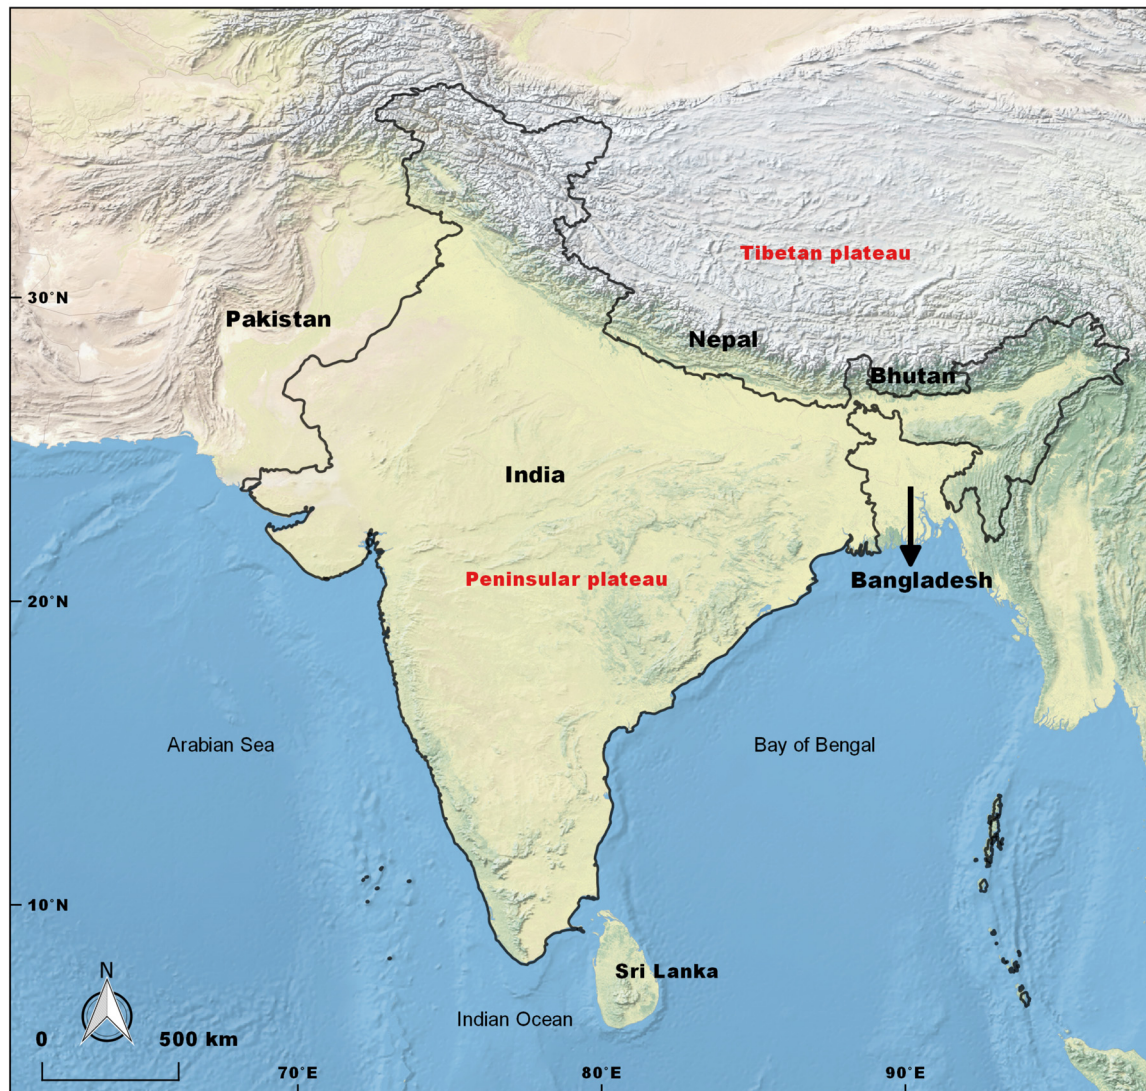 Tibetan plateau
30°N
Pakistan
Nepal
Bhutan
India
Peninsular plateau
Bangladesh
20°N
Arabian Sea
Bay of Bengal
10°N
N
Sri Lanka
Indian Ocean
0 500 km
70°E 80°E 90°E